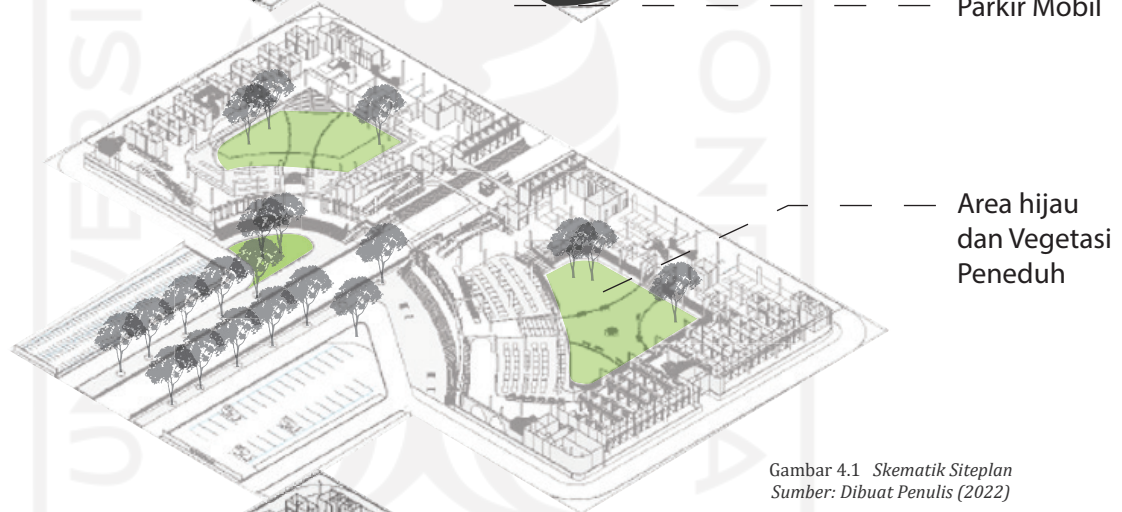 Parkir Mobil
Area hijau
dan Vegetasi
Peneduh
Gambar 4.1 Skematik Siteplan
Sumber: Dibuat Penulis (2022)